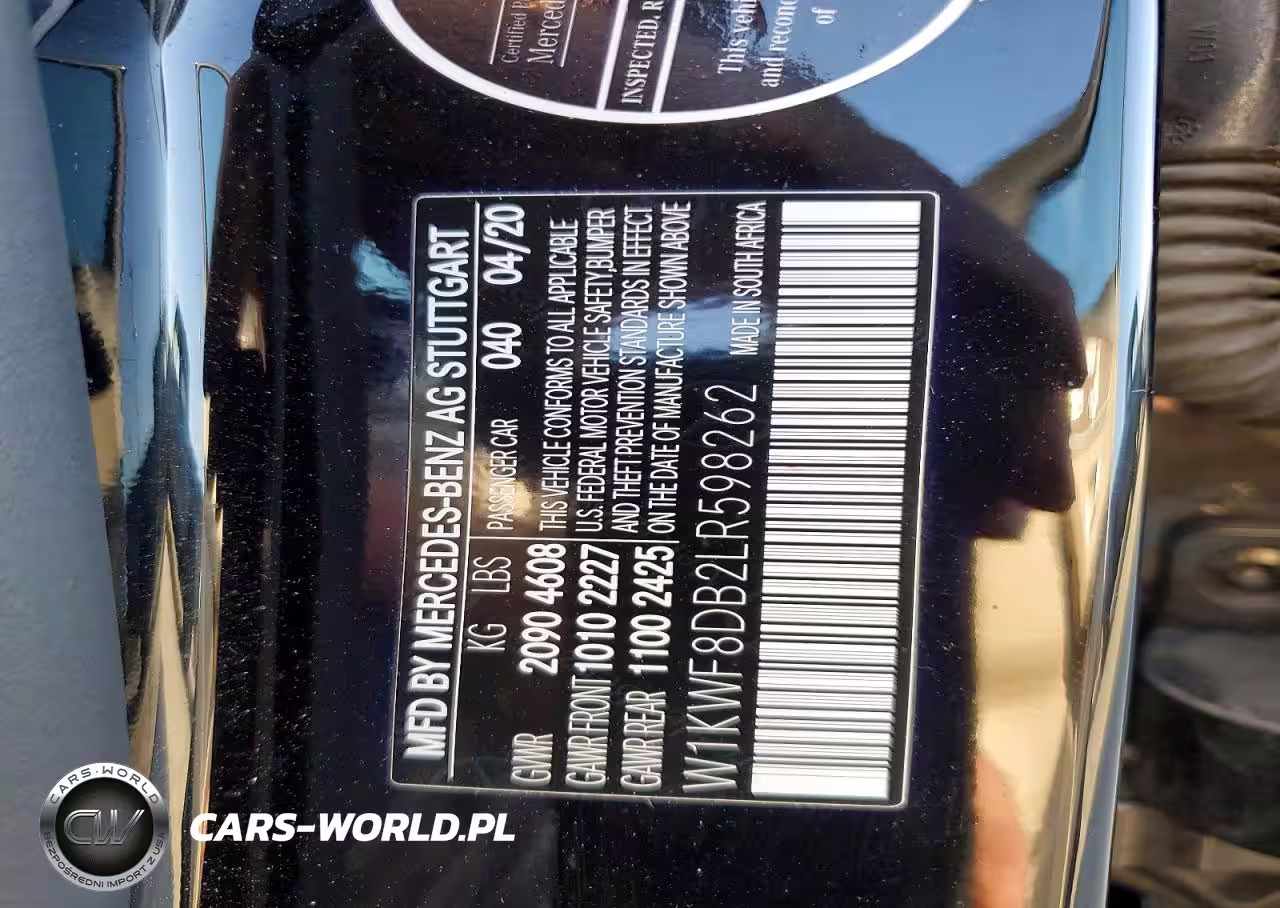 Certified P
Merced
INSPECTED. R
This vehi
and recond
of
MFD BY MERCEDES-BENZ AG STUTTGART
KG LBS PASSENGER CAR 040 04/20
GVWR 2090 4608 THIS VEHICLE CONFORMS TO ALL APPLICABLE
GAWR FRONT 1010 2227 U.S. FEDERAL MOTOR VEHICLE SAFETY,BUMPER
GAWR REAR 1100 2425 AND THEFT PREVENTION STANDARDS IN EFFECT
ON THE DATE OF MANUFACTURE SHOWN ABOVE
W1KWF8DB2LR598262 MADE IN SOUTH AFRICA
CARS-WORLD
CW
BEZPOŚREDNI IMPORT Z USA
CARS-WORLD.PL